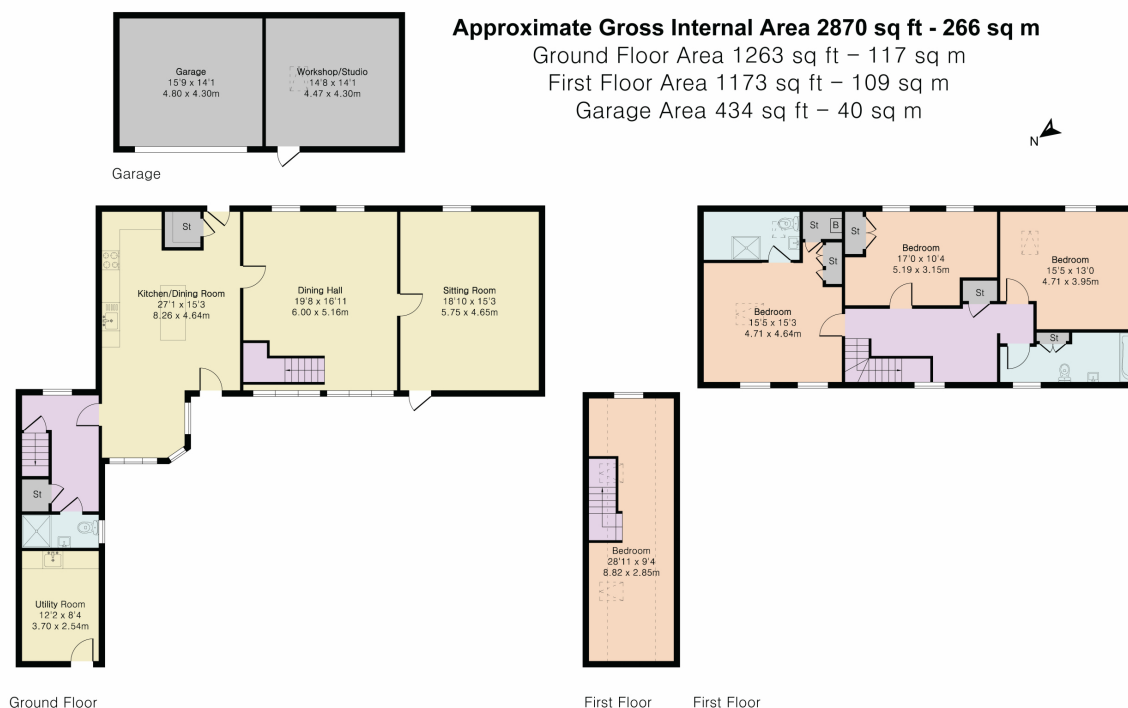 Approximate Gross Internal Area 2870 sq ft - 266 sq m
Ground Floor Area 1263 sq ft – 117 sq m
First Floor Area 1173 sq ft – 109 sq m
Garage Area 434 sq ft – 40 sq m
N
Garage
15'9 x 14'1
4.80 x 4.30m
Workshop/Studio
14'8 x 14'1
4.47 x 4.30m
Garage
St
Kitchen/Dining Room
27'1 x 15'3
8.26 x 4.64m
Dining Hall
19'8 x 16'11
6.00 x 5.16m
Sitting Room
18'10 x 15'3
5.75 x 4.65m
St
Utility Room
12'2 x 8'4
3.70 x 2.54m
Ground Floor
St
B
St
St
Bedroom
17'0 x 10'4
5.19 x 3.15m
Bedroom
15'5 x 13'0
4.71 x 3.95m
Bedroom
15'5 x 15'3
4.71 x 4.64m
St
St
Bedroom
28'11 x 9'4
8.82 x 2.85m
First Floor
First Floor